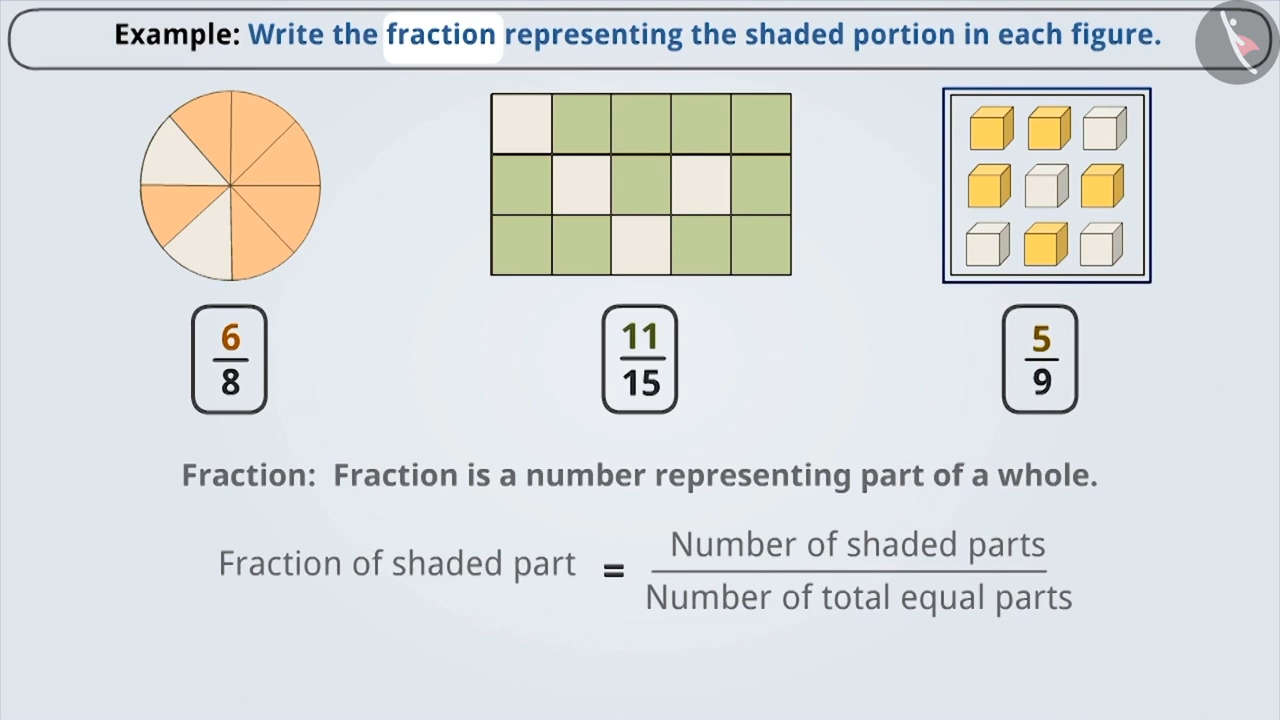 Example: Write the fraction representing the shaded portion in each figure.
6
8
11
15
5
9
Fraction: Fraction is a number representing part of a whole.
Fraction of shaded part = Number of shaded parts
Number of total equal parts